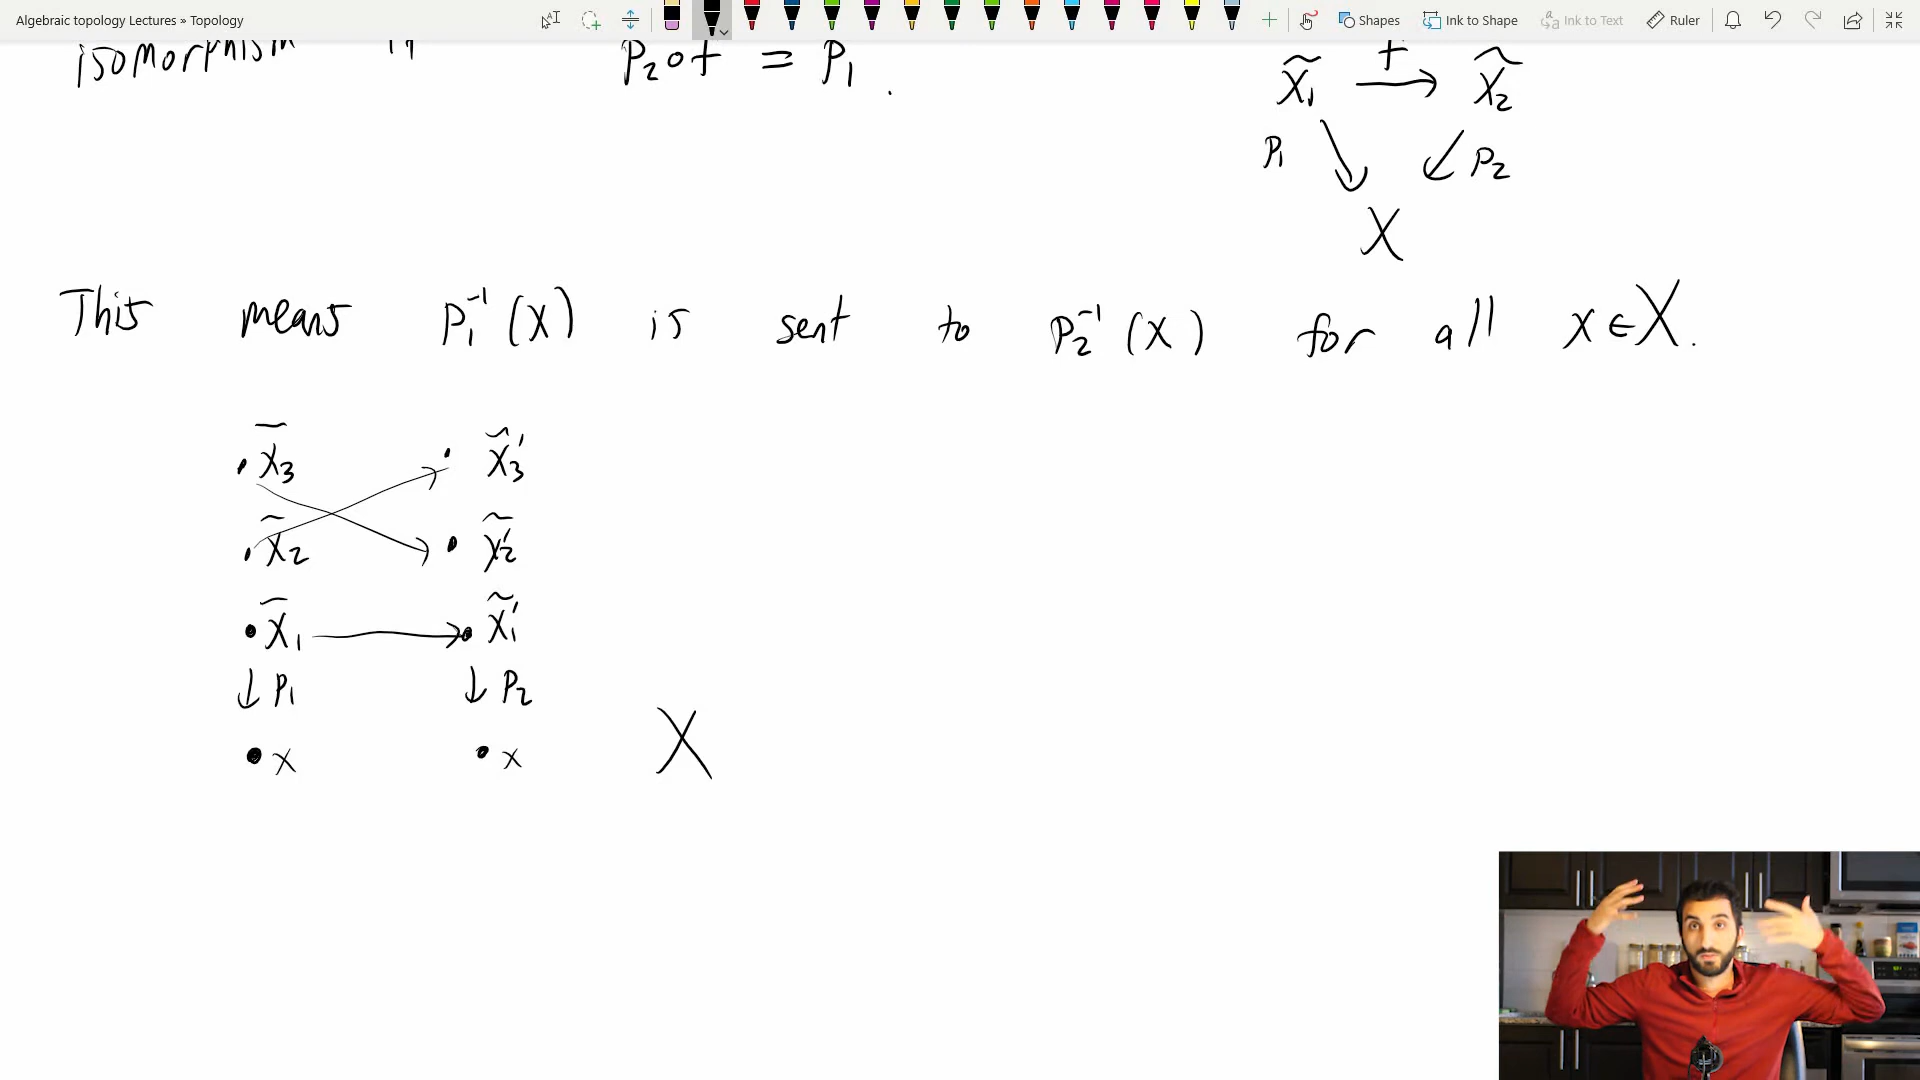 Algebraic topology Lectures » Topology
Shapes Ink to Shape Ink to Text Ruler
isomorphism if P₂∘f = P₁.
X̃₁ f→ X̃₂
P₁ P₂
X
This means P₁⁻¹(x) is sent to P₂⁻¹(x) for all x∈X.
x̃₃ x̃₃′
x̃₂ x̃₂′
x̃₁ → x̃₁′
↓ P₁ ↓ P₂
x x X